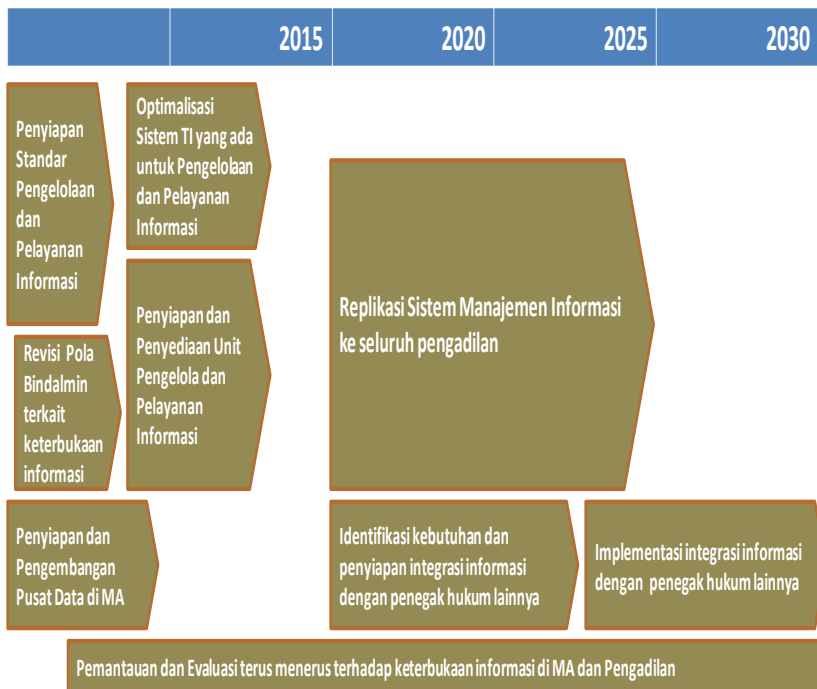 2015 2020 2025 2030
Penyiapan
Standar
Pengelolaan
dan
Pelayanan
Informasi
Optimalisasi
Sistem TI yang ada
untuk Pengelolaan
dan Pelayanan
Informasi
Penyiapan dan
Penyediaan Unit
Pengelola dan
Pelayanan
Informasi
Replikasi Sistem Manajemen Informasi
ke seluruh pengadilan
Revisi Pola
Bindalmin
terkait
keterbukaan
informasi
Penyiapan dan
Pengembangan
Pusat Data di MA
Identifikasi kebutuhan dan
penyiapan integrasi informasi
dengan penegak hukum lainnya
Implementasi integrasi informasi
dengan penegak hukum lainnya
Pemantauan dan Evaluasi terus menerus terhadap keterbukaan informasi di MA dan Pengadilan